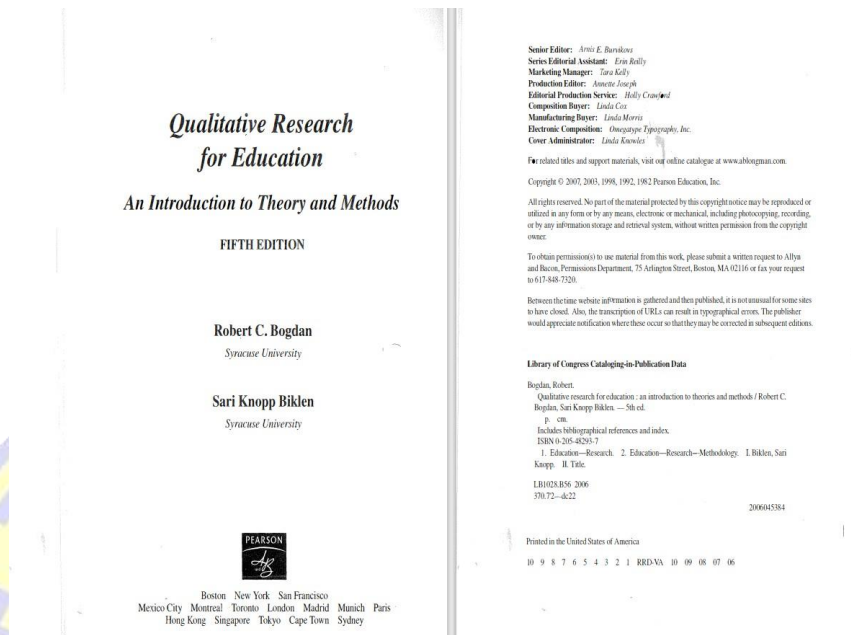 Qualitative Research
for Education
An Introduction to Theory and Methods
FIFTH EDITION
Robert C. Bogdan
Syracuse University
Sari Knopp Biklen
Syracuse University
PEARSON
AB
Boston New York San Francisco
Mexico City Montreal Toronto London Madrid Munich Paris
Hong Kong Singapore Tokyo Cape Town Sydney
Senior Editor: Arnis E. Burvikovs
Series Editorial Assistant: Erin Reilly
Marketing Manager: Tara Kelly
Production Editor: Annette Joseph
Editorial Production Service: Holly Crawford
Composition Buyer: Linda Cox
Manufacturing Buyer: Linda Morris
Electronic Composition: Omegatype Typography, Inc.
Cover Administrator: Linda Knowles
For related titles and support materials, visit our online catalogue at www.ablongman.com.
Copyright © 2007, 2003, 1998, 1992, 1982 Pearson Education, Inc.
All rights reserved. No part of the material protected by this copyright notice may be reproduced or
utilized in any form or by any means, electronic or mechanical, including photocopying, recording,
or by any information storage and retrieval system, without written permission from the copyright
owner.
To obtain permission(s) to use material from this work, please submit a written request to Allyn
and Bacon, Permissions Department, 75 Arlington Street, Boston, MA 02116 or fax your request
to 617-848-7320.
Between the time website information is gathered and then published, it is not unusual for some sites
to have closed. Also, the transcription of URLs can result in typographical errors. The publisher
would appreciate notification where these occur so that they may be corrected in subsequent editions.
Library of Congress Cataloging-in-Publication Data
Bogdan, Robert.
Qualitative research for education : an introduction to theories and methods / Robert C.
Bogdan, Sari Knopp Biklen. — 5th ed.
p. cm.
Includes bibliographical references and index.
ISBN 0-205-48293-7
1. Education—Research. 2. Education—Research—Methodology. I. Biklen, Sari
Knopp. II. Title.
LB1028.B56 2006
370.72—dc22
2006045384
Printed in the United States of America
10 9 8 7 6 5 4 3 2 1 RRD-VA 10 09 08 07 06